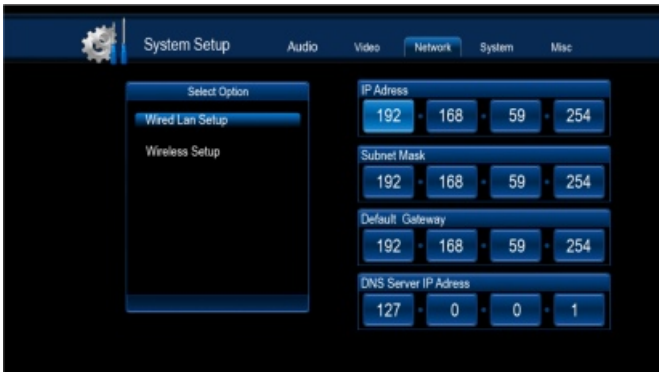 System Setup Audio Video Network System Misc
Select Option
Wired Lan Setup
Wireless Setup
IP Adress
192 168 59 254
Subnet Mask
192 168 59 254
Default Gateway
192 168 59 254
DNS Server IP Adress
127 0 0 1